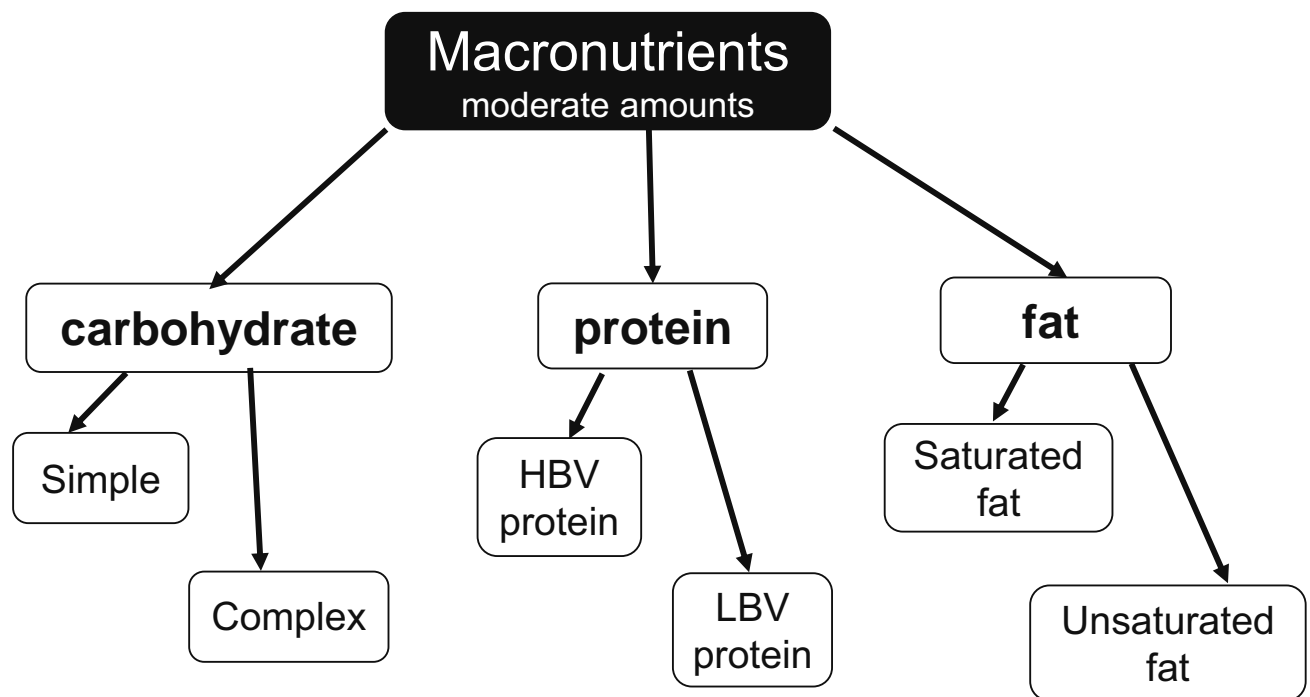 Macronutrients
moderate amounts
carbohydrate
protein
fat
Simple
HBV
protein
Saturated
fat
Complex
LBV
protein
Unsaturated
fat